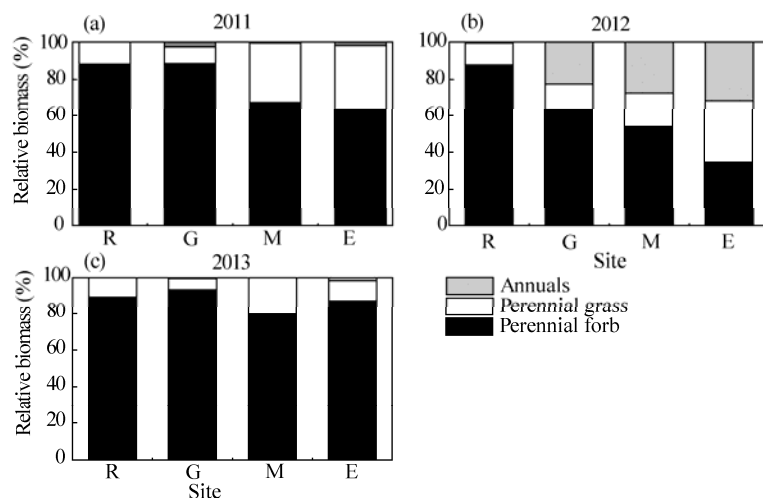 (a) 2011
Relative biomass (%)
100
80
60
40
20
0
R G M E
(b) 2012
100
80
60
40
20
0
R G M E
Site
(c) 2013
Relative biomass (%)
100
80
60
40
20
0
R G M E
Site
Annuals
Perennial grass
Perennial forb